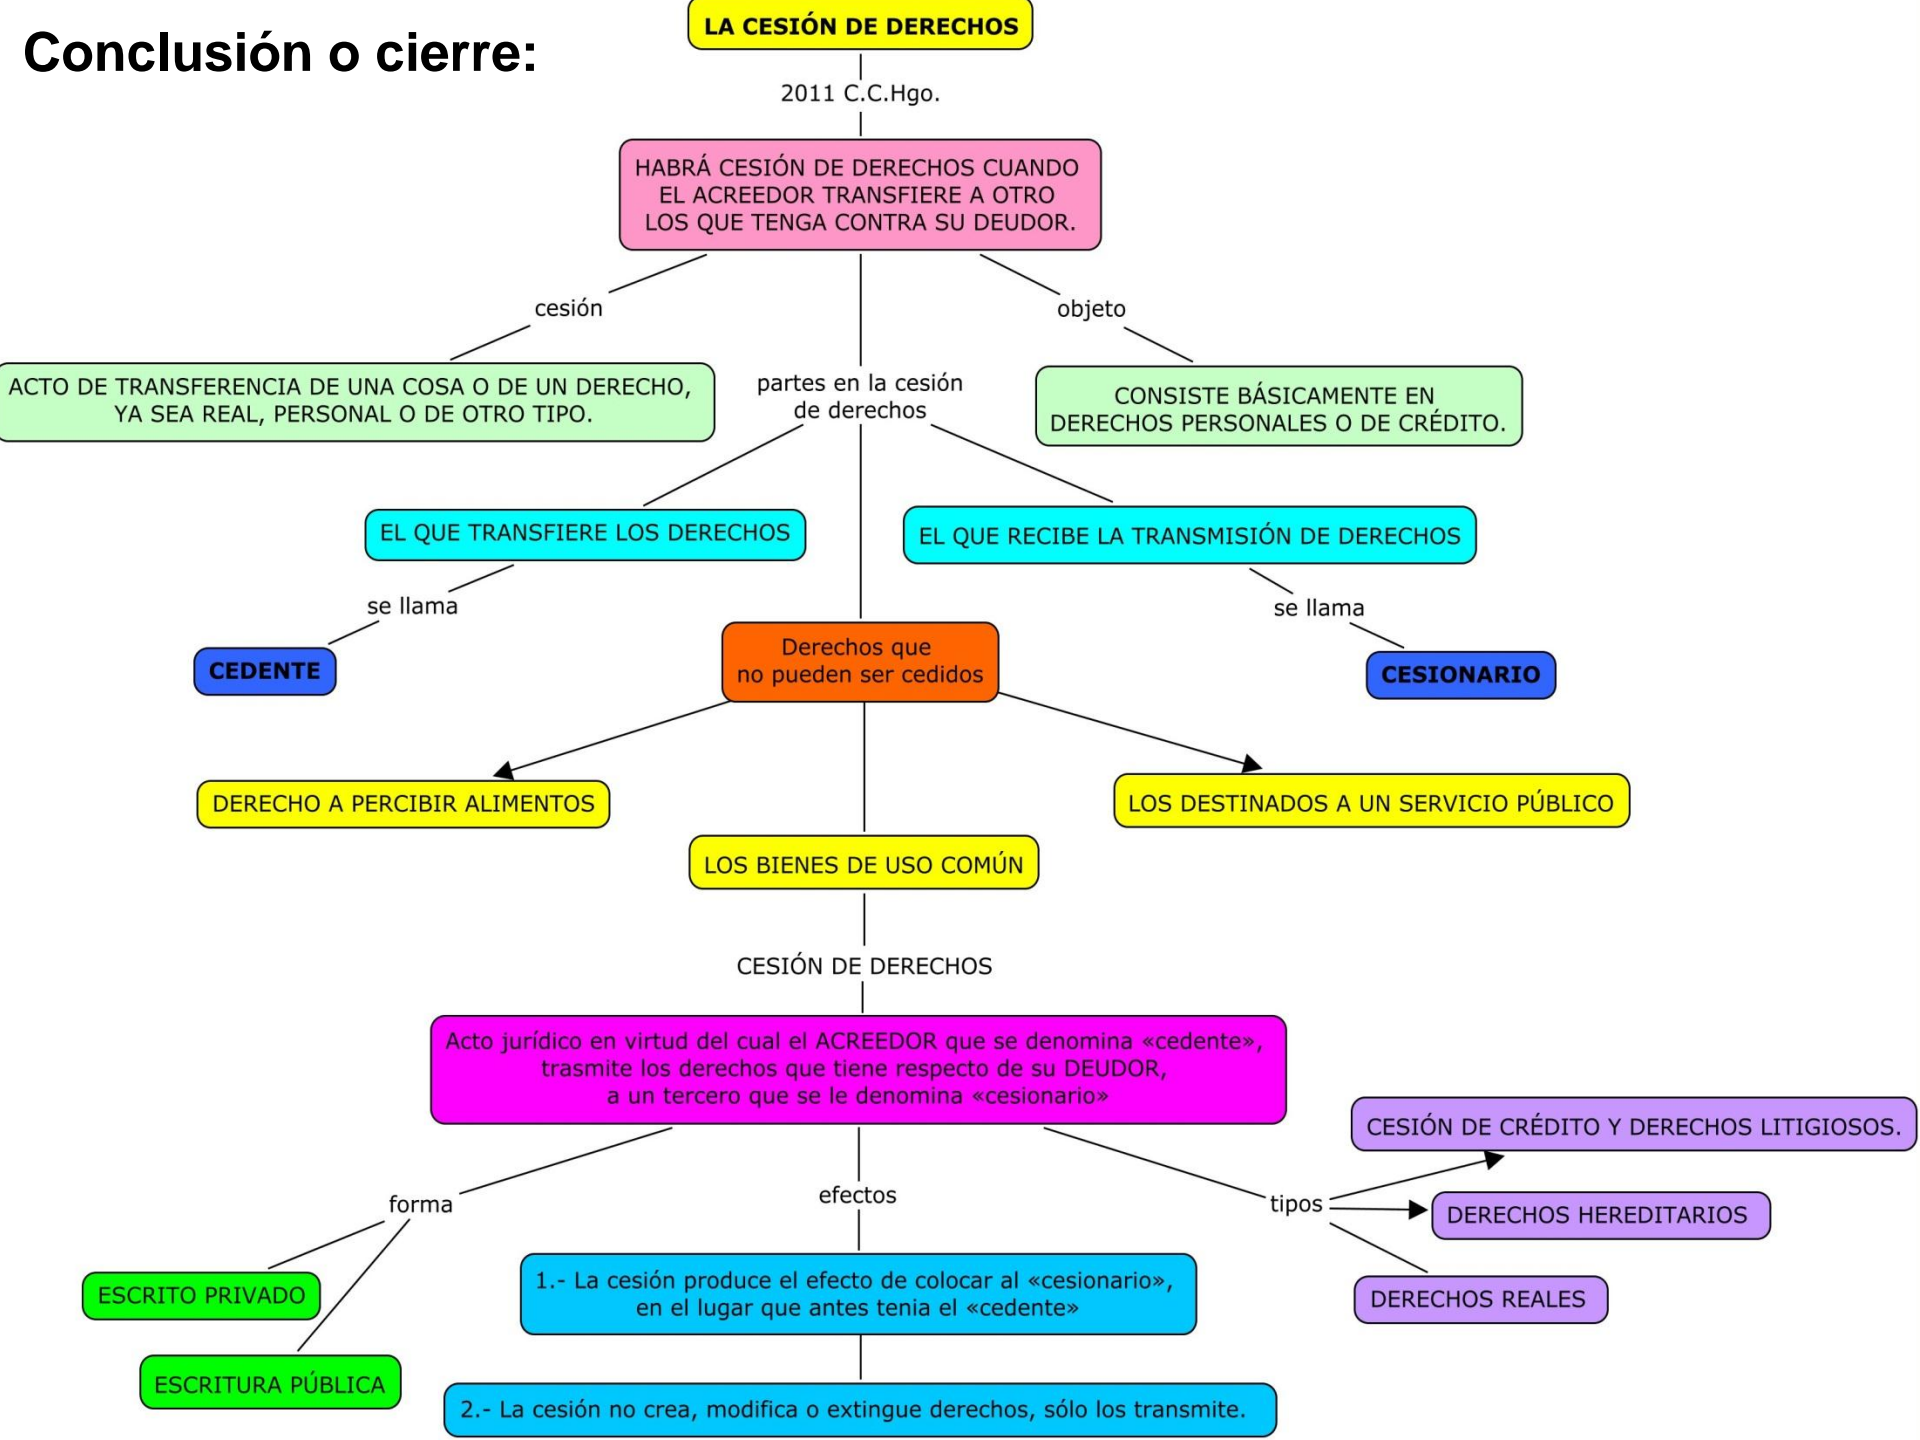 Conclusión o cierre:
LA CESIÓN DE DERECHOS
2011 C.C.Hgo.
HABRÁ CESIÓN DE DERECHOS CUANDO
EL ACREEDOR TRANSFIERE A OTRO
LOS QUE TENGA CONTRA SU DEUDOR.
cesión
objeto
ACTO DE TRANSFERENCIA DE UNA COSA O DE UN DERECHO,
YA SEA REAL, PERSONAL O DE OTRO TIPO.
partes en la cesión
de derechos
CONSISTE BÁSICAMENTE EN
DERECHOS PERSONALES O DE CRÉDITO.
EL QUE TRANSFIERE LOS DERECHOS
EL QUE RECIBE LA TRANSMISIÓN DE DERECHOS
se llama
se llama
CEDENTE
Derechos que
no pueden ser cedidos
CESIONARIO
DERECHO A PERCIBIR ALIMENTOS
LOS DESTINADOS A UN SERVICIO PÚBLICO
LOS BIENES DE USO COMÚN
CESIÓN DE DERECHOS
Acto jurídico en virtud del cual el ACREEDOR que se denomina «cedente»,
trasmite los derechos que tiene respecto de su DEUDOR,
a un tercero que se le denomina «cesionario»
forma
efectos
tipos
CESIÓN DE CRÉDITO Y DERECHOS LITIGIOSOS.
DERECHOS HEREDITARIOS
DERECHOS REALES
ESCRITO PRIVADO
ESCRITURA PÚBLICA
1.- La cesión produce el efecto de colocar al «cesionario»,
en el lugar que antes tenia el «cedente»
2.- La cesión no crea, modifica o extingue derechos, sólo los transmite.